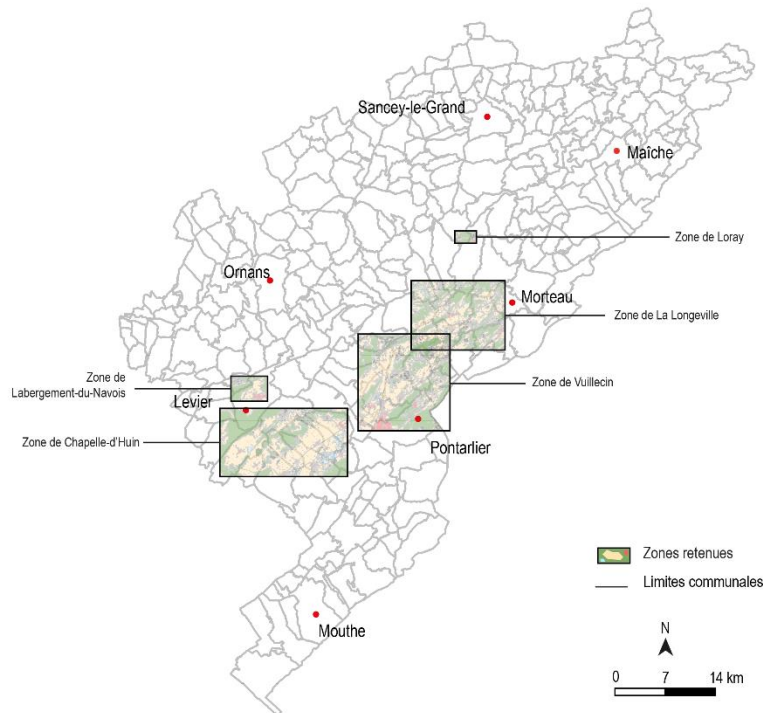 Sancey-le-Grand
Maîche
Zone de Loray
Ornans
Morteau
Zone de La Longeville
Zone de
Labergement-du-Navois
Zone de Vuillecin
Levier
Zone de Chapelle-d'Huin
Pontarlier
Zones retenues
Limites communales
Mouthe
N
0 7 14 km